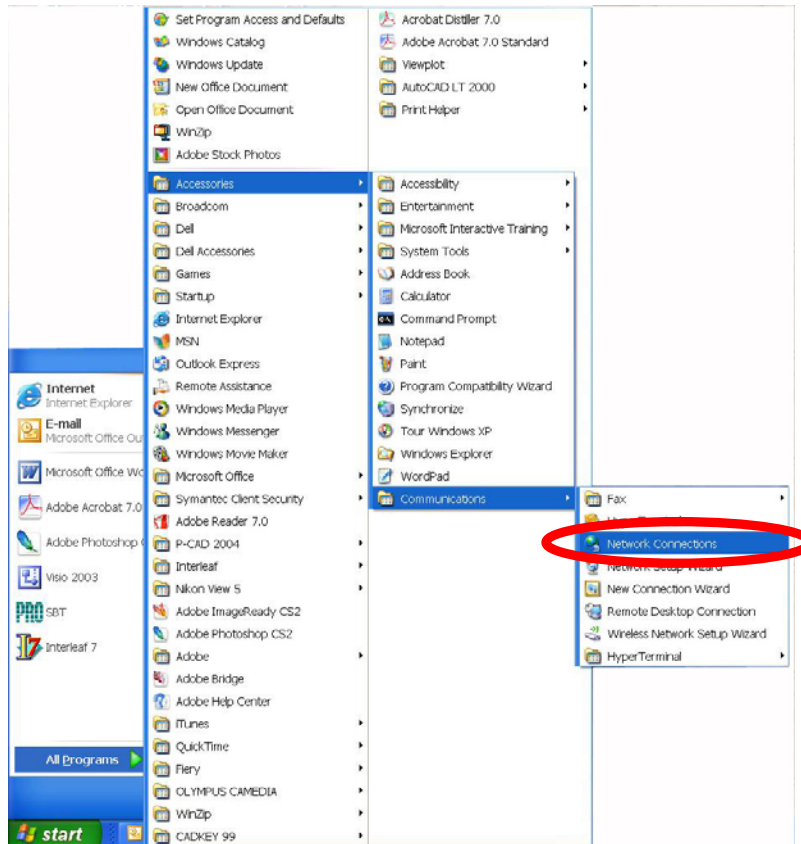 Set Program Access and Defaults
Windows Catalog
Windows Update
New Office Document
Open Office Document
WinZip
Adobe Stock Photos
Acrobat Distiller 7.0
Adobe Acrobat 7.0 Standard
Viewplot
AutoCAD LT 2000
Print Helper
Accessories
Broadcom
Dell
Dell Accessories
Games
Startup
Internet Explorer
MSN
Outlook Express
Remote Assistance
Windows Media Player
Windows Messenger
Windows Movie Maker
Microsoft Office
Symantec Client Security
Adobe Reader 7.0
P-CAD 2004
Interleaf
Nikon View 5
Adobe ImageReady CS2
Adobe Photoshop CS2
Adobe
Adobe Bridge
Adobe Help Center
iTunes
QuickTime
Fiery
OLYMPUS CAMEDIA
WinZip
CADKEY 99
Accessibility
Entertainment
Microsoft Interactive Training
System Tools
Address Book
Calculator
Command Prompt
Notepad
Paint
Program Compatibility Wizard
Synchronize
Tour Windows XP
Windows Explorer
WordPad
Communications
Fax
Network Connections
Network Setup Wizard
New Connection Wizard
Remote Desktop Connection
Wireless Network Setup Wizard
HyperTerminal
Internet
Internet Explorer
E-mail
Microsoft Office Ou
Microsoft Office Wo
Adobe Acrobat 7.0
Adobe Photoshop
Visio 2003
PRO SBT
Interleaf 7
All Programs
start